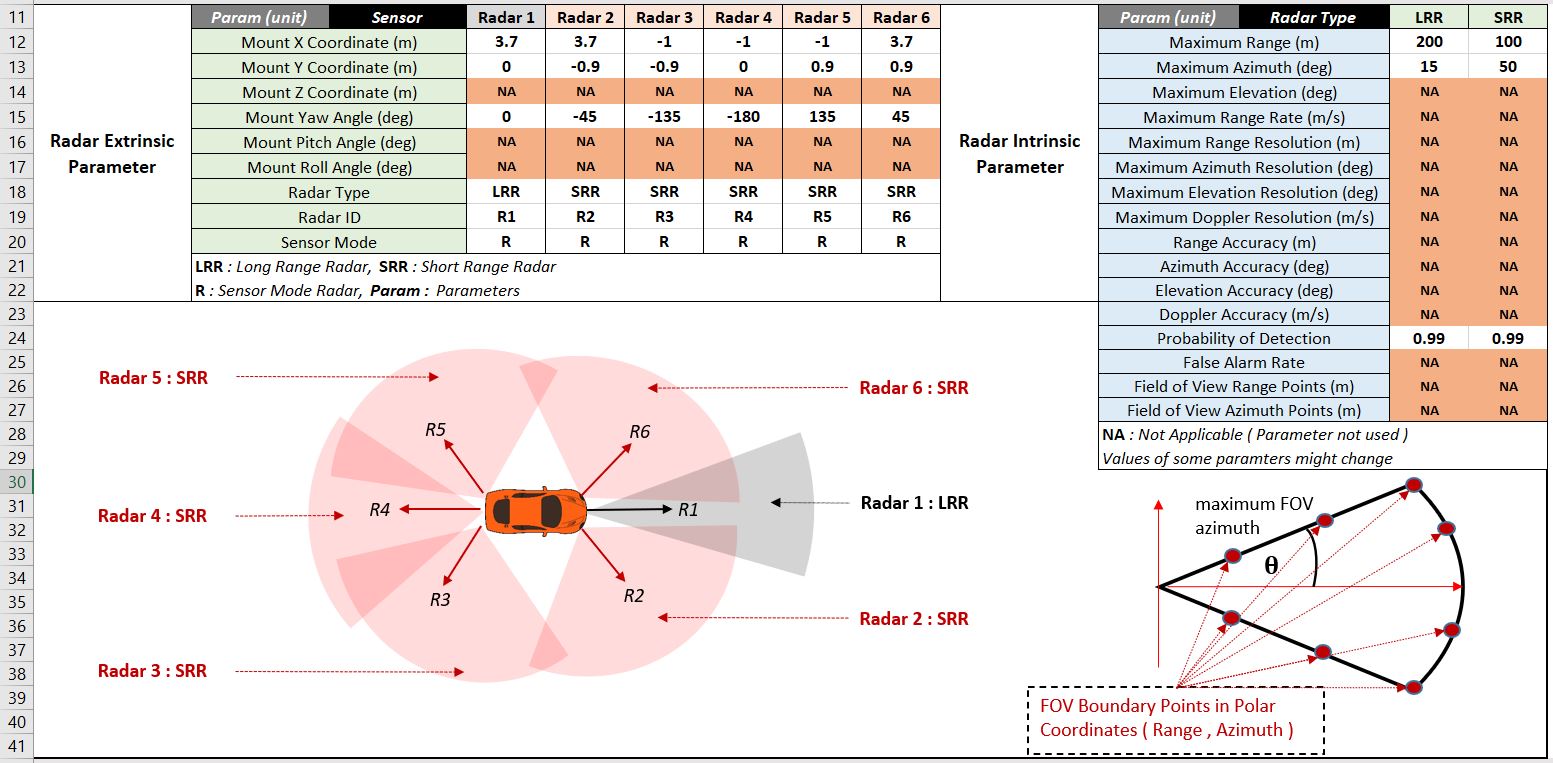 11 Param (unit) Sensor Radar 1 Radar 2 Radar 3 Radar 4 Radar 5 Radar 6 Param (unit) Radar Type LRR SRR
12 Mount X Coordinate (m) 3.7 3.7 -1 -1 -1 3.7 Maximum Range (m) 200 100
13 Mount Y Coordinate (m) 0 -0.9 -0.9 0 0.9 0.9 Maximum Azimuth (deg) 15 50
14 Mount Z Coordinate (m) NA NA NA NA NA NA Maximum Elevation (deg) NA NA
15 Mount Yaw Angle (deg) 0 -45 -135 -180 135 45 Maximum Range Rate (m/s) NA NA
Radar Extrinsic
Parameter
Radar Intrinsic
Parameter
16 Mount Pitch Angle (deg) NA NA NA NA NA NA Maximum Range Resolution (m) NA NA
17 Mount Roll Angle (deg) NA NA NA NA NA NA Maximum Azimuth Resolution (deg) NA NA
18 Radar Type LRR SRR SRR SRR SRR SRR Maximum Elevation Resolution (deg) NA NA
19 Radar ID R1 R2 R3 R4 R5 R6 Maximum Doppler Resolution (m/s) NA NA
20 Sensor Mode R R R R R R Range Accuracy (m) NA NA
21 LRR : Long Range Radar, SRR : Short Range Radar Azimuth Accuracy (deg) NA NA
22 R : Sensor Mode Radar, Param : Parameters Elevation Accuracy (deg) NA NA
23 Doppler Accuracy (m/s) NA NA
24 Probability of Detection 0.99 0.99
25 False Alarm Rate NA NA
26 Field of View Range Points (m) NA NA
27 Field of View Azimuth Points (m) NA NA
28 NA : Not Applicable ( Parameter not used )
29 Values of some paramters might change
30
31
32
33
34
35
36
37
38
39
40
41
Radar 5 : SRR
Radar 6 : SRR
R5
R6
Radar 4 : SRR
R4
R1
Radar 1 : LRR
R3
R2
Radar 2 : SRR
Radar 3 : SRR
maximum FOV
azimuth
θ
FOV Boundary Points in Polar
Coordinates ( Range , Azimuth )